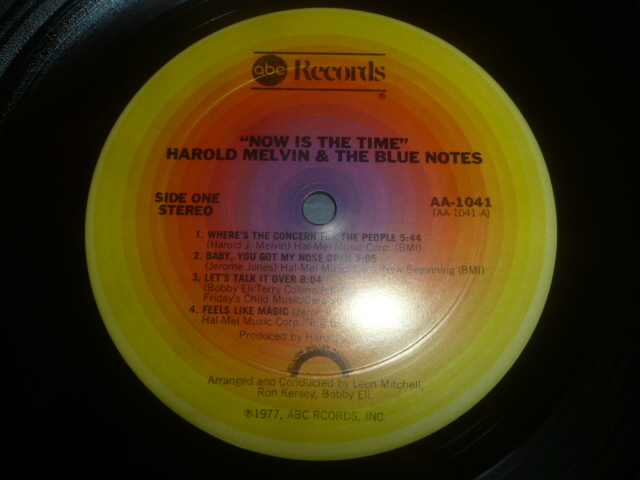 abc Records
®
"NOW IS THE TIME"
HAROLD MELVIN & THE BLUE NOTES
SIDE ONE
STEREO
AA-1041
(AA-1041-A)
1. WHERE'S THE CONCERN FOR THE PEOPLE 5:44
(Harold J. Melvin) Hal-Mel Music Corp. (BMI)
2. BABY, YOU GOT MY NOSE OPEN 5:06
(Jerome Jones) Hal-Mel Music New Beginning (BMI)
3. LET'S TALK IT OVER 8:04
(Bobby Eli/Terry Collins
Friday's Child Music
4. FEELS LIKE MAGIC
Hal-Mel Music Corp.
Produced by
Arranged and Conducted by Leon Mitchell,
Ron Kersey, Bobby Eli.
℗1977, ABC RCORDS, INC